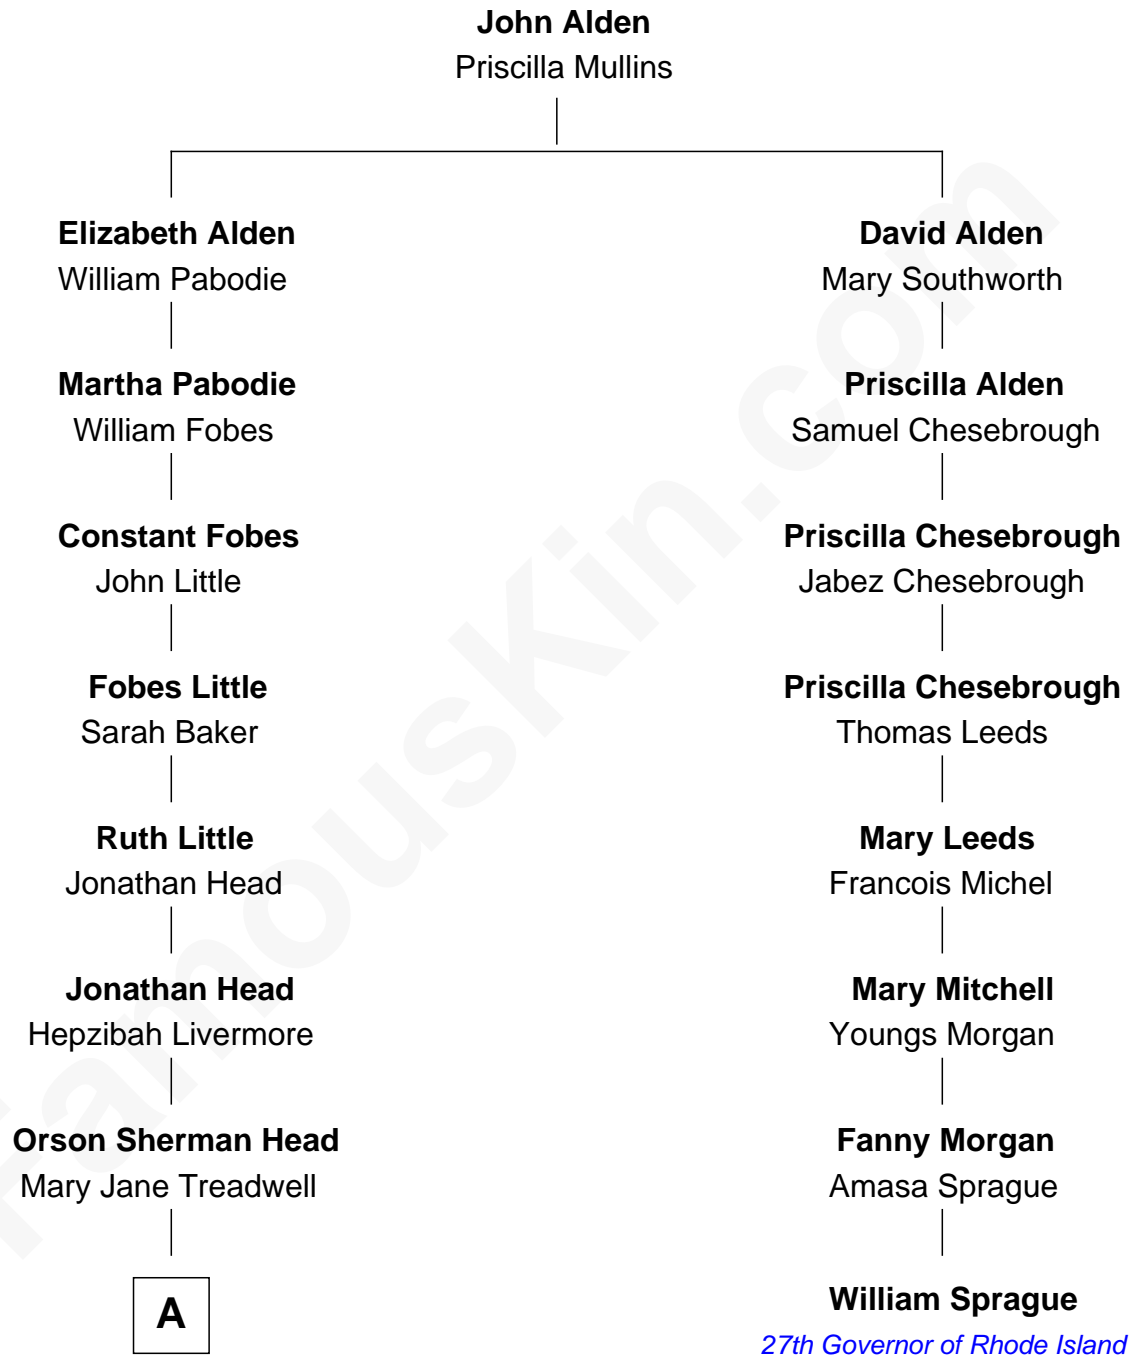 John Alden
Priscilla Mullins
Elizabeth Alden
William Pabodie
Martha Pabodie
William Fobes
Constant Fobes
John Little
Fobes Little
Sarah Baker
Ruth Little
Jonathan Head
Jonathan Head
Hepzibah Livermore
Orson Sherman Head
Mary Jane Treadwell
A
David Alden
Mary Southworth
Priscilla Alden
Samuel Chesebrough
Priscilla Chesebrough
Jabez Chesebrough
Priscilla Chesebrough
Thomas Leeds
Mary Leeds
Francois Michel
Mary Mitchell
Youngs Morgan
Fanny Morgan
Amasa Sprague
William Sprague
27th Governor of Rhode Island
FamousKin.com